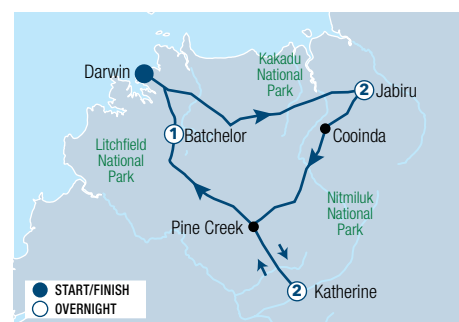 Kakadu
National
Park
Darwin
2
Jabiru
1
Batchelor
Cooinda
Litchfield
National
Park
Nitmiluk
National
Park
Pine Creek
2
Katherine
START/FINISH
OVERNIGHT